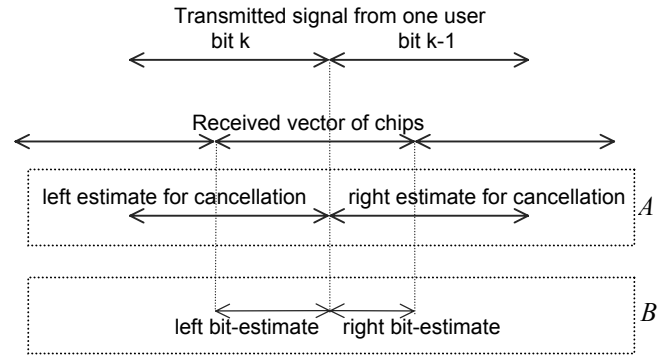 Transmitted signal from one user
bit k bit k-1
Received vector of chips
left estimate for cancellation right estimate for cancellation
A
B
left bit-estimate right bit-estimate